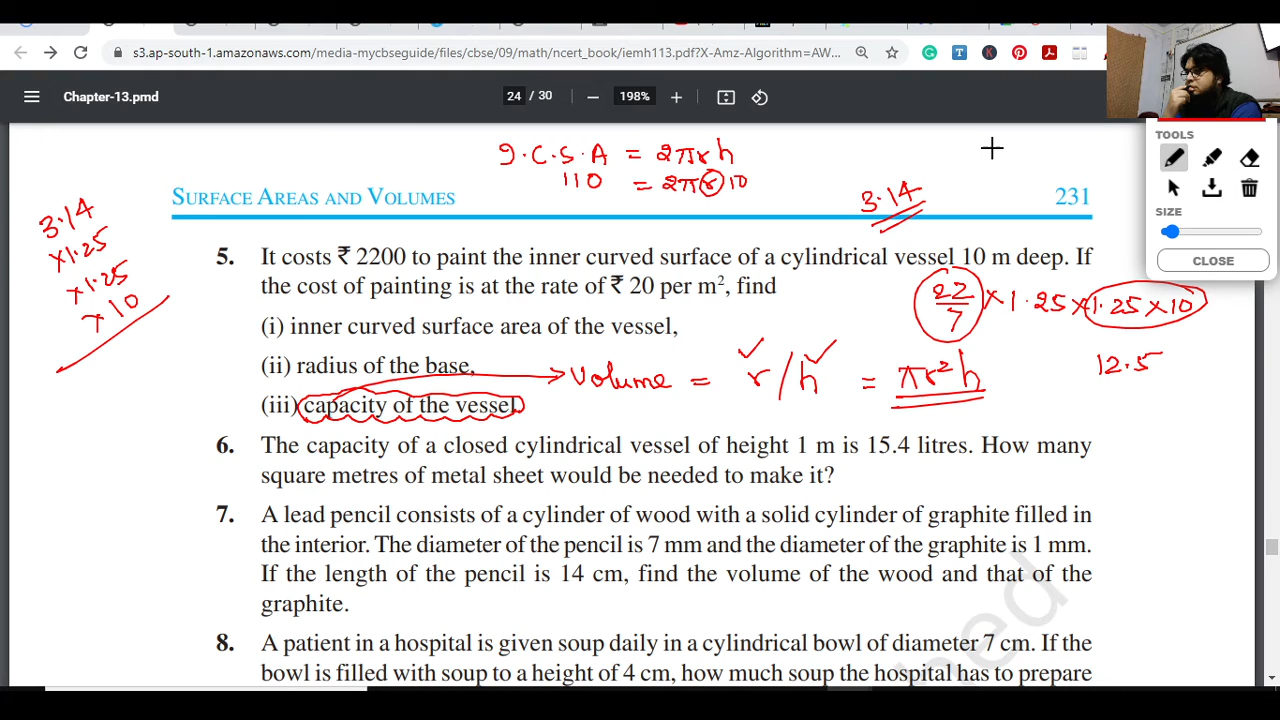 s3.ap-south-1.amazonaws.com/media-mycbseguide/files/cbse/09/math/ncert_book/iemh113.pdf?X-Amz-Algorithm=AW...
Chapter-13.pmd
24 / 30
198%
TOOLS
SIZE
CLOSE
I.C.S.A = 2πrh
110 = 2πr10
SURFACE AREAS AND VOLUMES
3.14
231
3.14
×1.25
×1.25
×10
5. It costs ₹ 2200 to paint the inner curved surface of a cylindrical vessel 10 m deep. If
the cost of painting is at the rate of ₹ 20 per m², find
22/7 × 1.25 × 1.25 × 10
(i) inner curved surface area of the vessel,
(ii) radius of the base,
12.5
Volume = r / h = πr²h
(iii) capacity of the vessel
6. The capacity of a closed cylindrical vessel of height 1 m is 15.4 litres. How many
square metres of metal sheet would be needed to make it?
7. A lead pencil consists of a cylinder of wood with a solid cylinder of graphite filled in
the interior. The diameter of the pencil is 7 mm and the diameter of the graphite is 1 mm.
If the length of the pencil is 14 cm, find the volume of the wood and that of the
graphite.
8. A patient in a hospital is given soup daily in a cylindrical bowl of diameter 7 cm. If the
bowl is filled with soup to a height of 4 cm, how much soup the hospital has to prepare